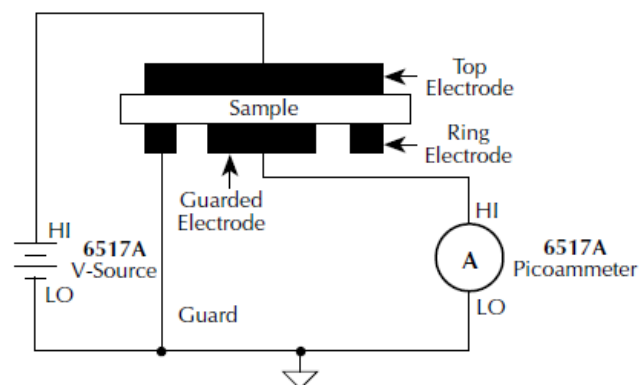 Top
Electrode
Sample
Ring
Electrode
Guarded
Electrode
HI
6517A
V-Source
LO
HI
6517A
A
Picoammeter
LO
Guard